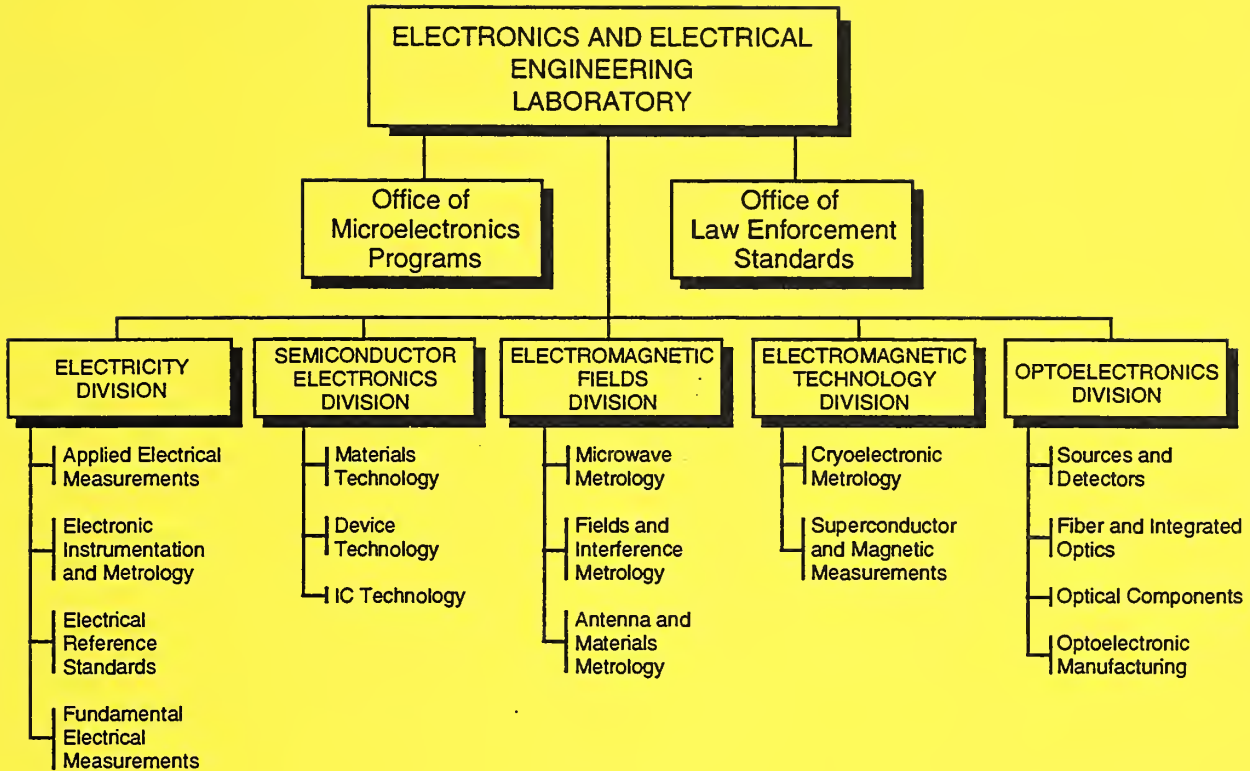 ELECTRONICS AND ELECTRICAL
ENGINEERING
LABORATORY
Office of
Microelectronics
Programs
Office of
Law Enforcement
Standards
ELECTRICITY
DIVISION
SEMICONDUCTOR
ELECTRONICS
DIVISION
ELECTROMAGNETIC
FIELDS
DIVISION
ELECTROMAGNETIC
TECHNOLOGY
DIVISION
OPTOELECTRONICS
DIVISION
Applied Electrical
Measurements
Electronic
Instrumentation
and Metrology
Electrical
Reference
Standards
Fundamental
Electrical
Measurements
Materials
Technology
Device
Technology
IC Technology
Microwave
Metrology
Fields and
Interference
Metrology
Antenna and
Materials
Metrology
Cryoelectronic
Metrology
Superconductor
and Magnetic
Measurements
Sources and
Detectors
Fiber and Integrated
Optics
Optical Components
Optoelectronic
Manufacturing